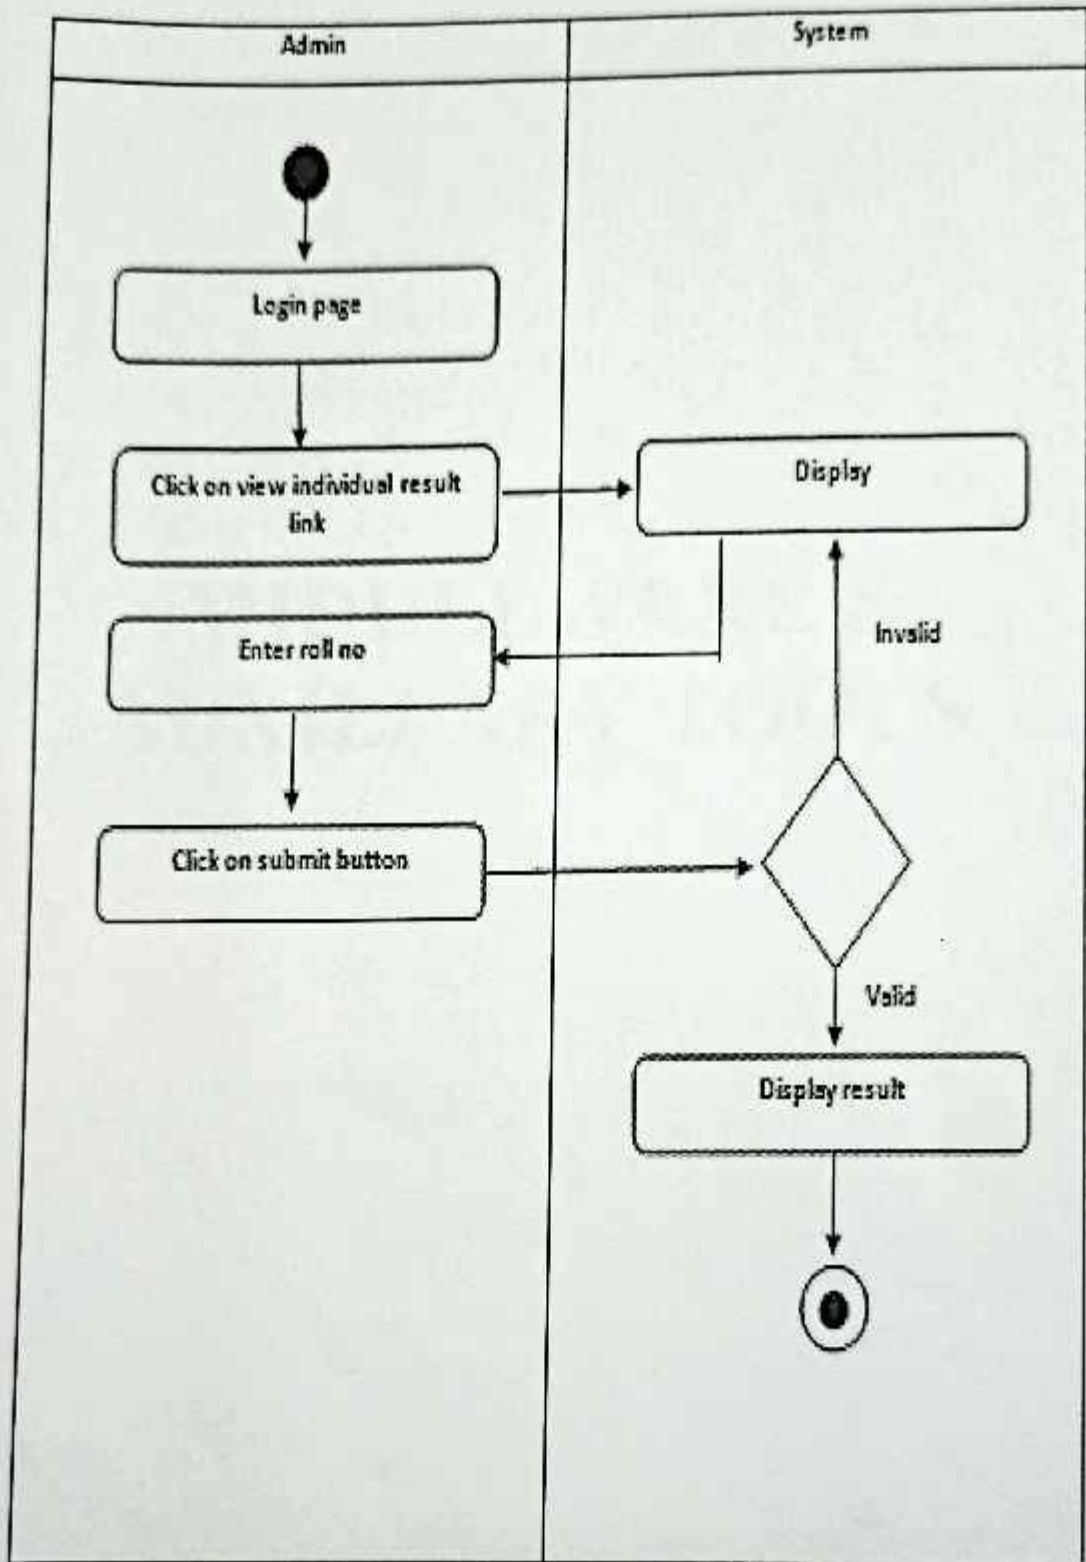 Admin
System
Login page
Click on view individual result
link
Display
Enter roll no
Invalid
Click on submit button
Valid
Display result